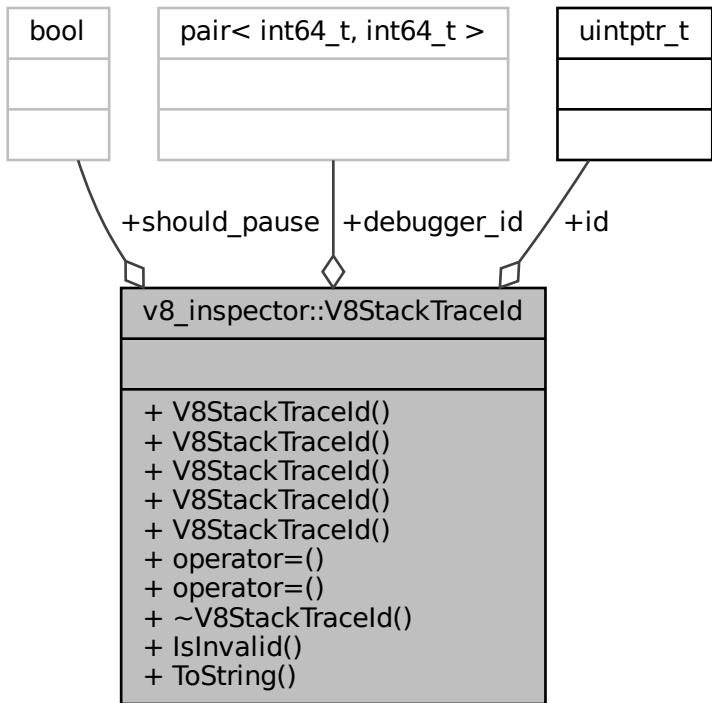 bool
pair< int64_t, int64_t >
uintptr_t
+should_pause
+debugger_id
+id
v8_inspector::V8StackTraceId
+ V8StackTraceId()
+ V8StackTraceId()
+ V8StackTraceId()
+ V8StackTraceId()
+ V8StackTraceId()
+ operator=()
+ operator=()
+ ~V8StackTraceId()
+ IsInvalid()
+ ToString()